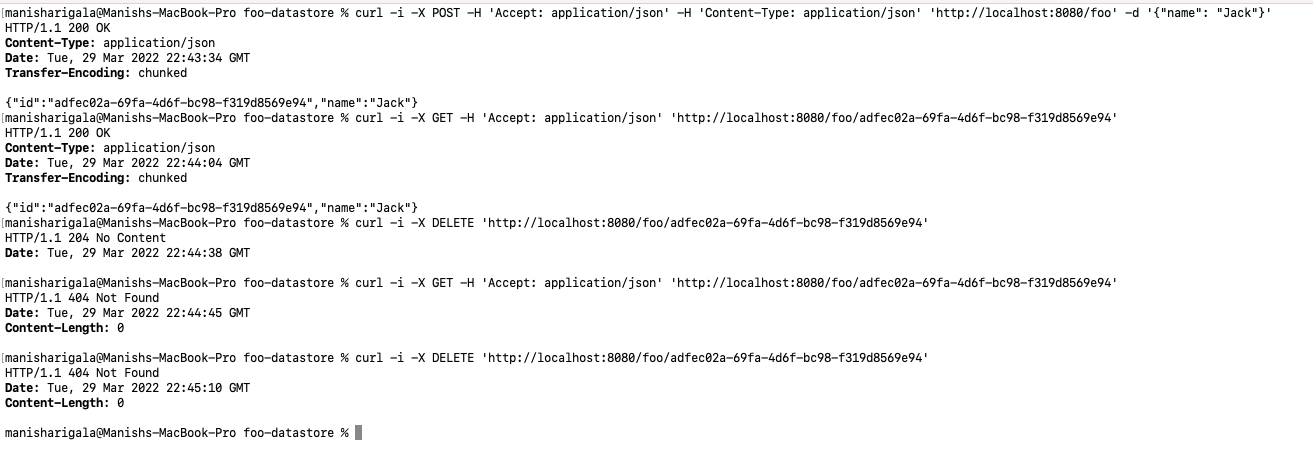 [manisharigala@Manishs-MacBook-Pro foo-datastore % curl -i -X POST -H 'Accept: application/json' -H 'Content-Type: application/json' 'http://localhost:8080/foo' -d '{"name": "Jack"}'
HTTP/1.1 200 OK
Content-Type: application/json
Date: Tue, 29 Mar 2022 22:43:34 GMT
Transfer-Encoding: chunked
{"id":"adfec02a-69fa-4d6f-bc98-f319d8569e94","name":"Jack"}
[manisharigala@Manishs-MacBook-Pro foo-datastore % curl -i -X GET -H 'Accept: application/json' 'http://localhost:8080/foo/adfec02a-69fa-4d6f-bc98-f319d8569e94'
HTTP/1.1 200 OK
Content-Type: application/json
Date: Tue, 29 Mar 2022 22:44:04 GMT
Transfer-Encoding: chunked
{"id":"adfec02a-69fa-4d6f-bc98-f319d8569e94","name":"Jack"}
[manisharigala@Manishs-MacBook-Pro foo-datastore % curl -i -X DELETE 'http://localhost:8080/foo/adfec02a-69fa-4d6f-bc98-f319d8569e94'
HTTP/1.1 204 No Content
Date: Tue, 29 Mar 2022 22:44:38 GMT
[manisharigala@Manishs-MacBook-Pro foo-datastore % curl -i -X GET -H 'Accept: application/json' 'http://localhost:8080/foo/adfec02a-69fa-4d6f-bc98-f319d8569e94'
HTTP/1.1 404 Not Found
Date: Tue, 29 Mar 2022 22:44:45 GMT
Content-Length: 0
[manisharigala@Manishs-MacBook-Pro foo-datastore % curl -i -X DELETE 'http://localhost:8080/foo/adfec02a-69fa-4d6f-bc98-f319d8569e94'
HTTP/1.1 404 Not Found
Date: Tue, 29 Mar 2022 22:45:10 GMT
Content-Length: 0
manisharigala@Manishs-MacBook-Pro foo-datastore %